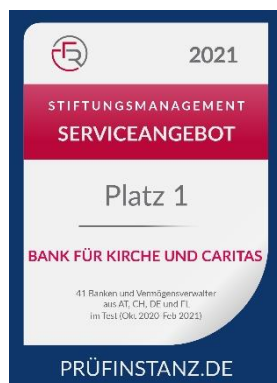 2021
STIFTUNGSMANAGEMENT
SERVICEANGEBOT
Platz 1
BANK FÜR KIRCHE UND CARITAS
41 Banken und Vermögensverwalter
aus AT, CH, DE und FL
im Test (Okt. 2020-Feb 2021)
PRÜFINSTANZ.DE